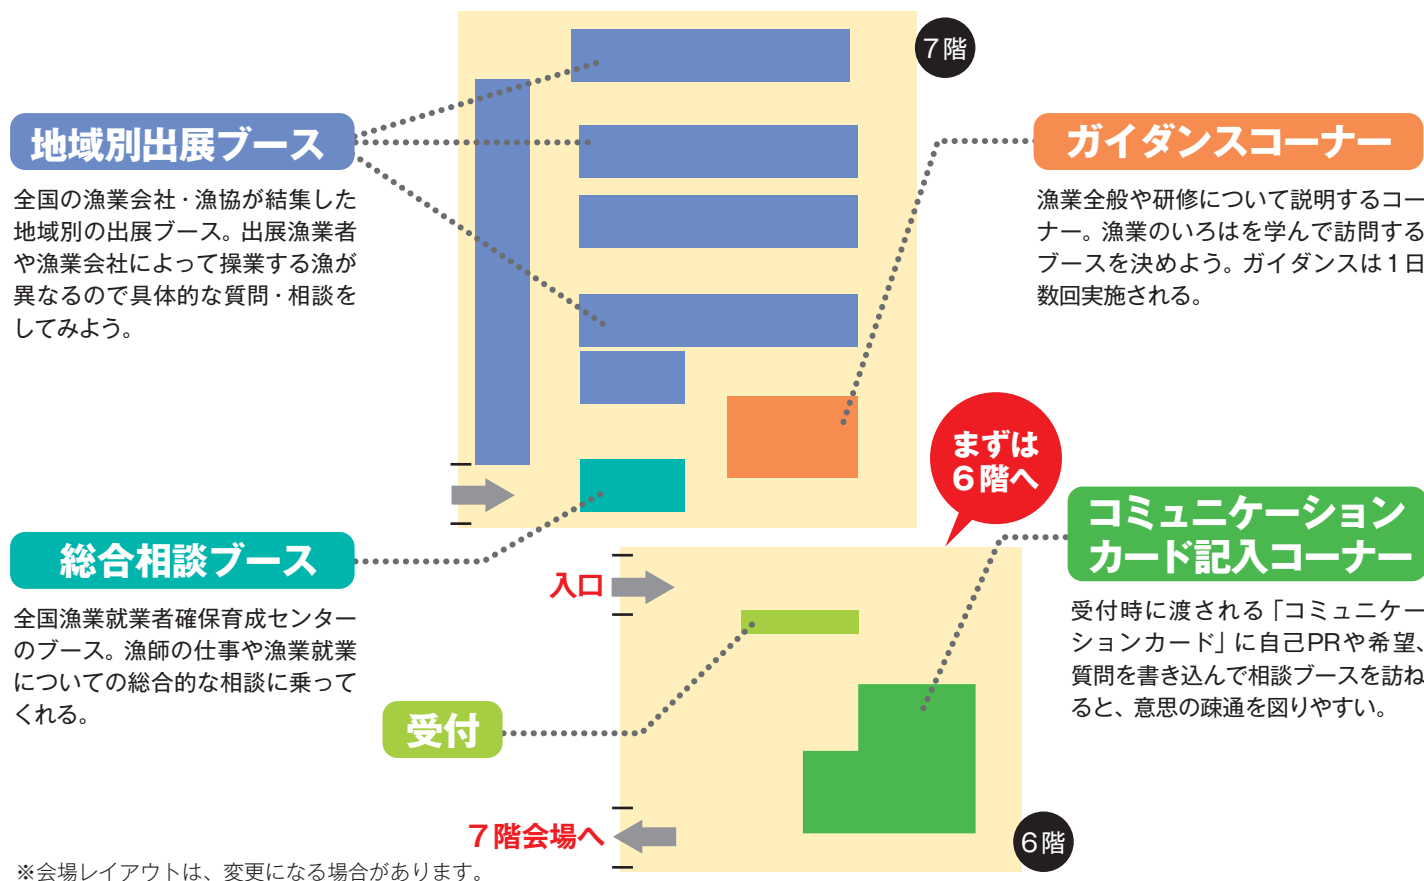 7階
地域別出展ブース
全国の漁業会社・漁協が結集した
地域別の出展ブース。出展漁業者
や漁業会社によって操業する漁が
異なるので具体的な質問・相談を
してみよう。
ガイダンスコーナー
漁業全般や研修について説明するコー
ナー。漁業のいろはを学んで訪問する
ブースを決めよう。ガイダンスは1日
数回実施される。
まずは
6階へ
総合相談ブース
全国漁業就業者確保育成センター
のブース。漁師の仕事や漁業就業
についての総合的な相談に乗って
くれる。
コミュニケーション
カード記入コーナー
受付時に渡される「コミュニケー
ションカード」に自己PRや希望、
質問を書き込んで相談ブースを訪ね
ると、意思の疎通を図りやすい。
入口
受付
7階会場へ
6階
※会場レイアウトは、変更になる場合があります。